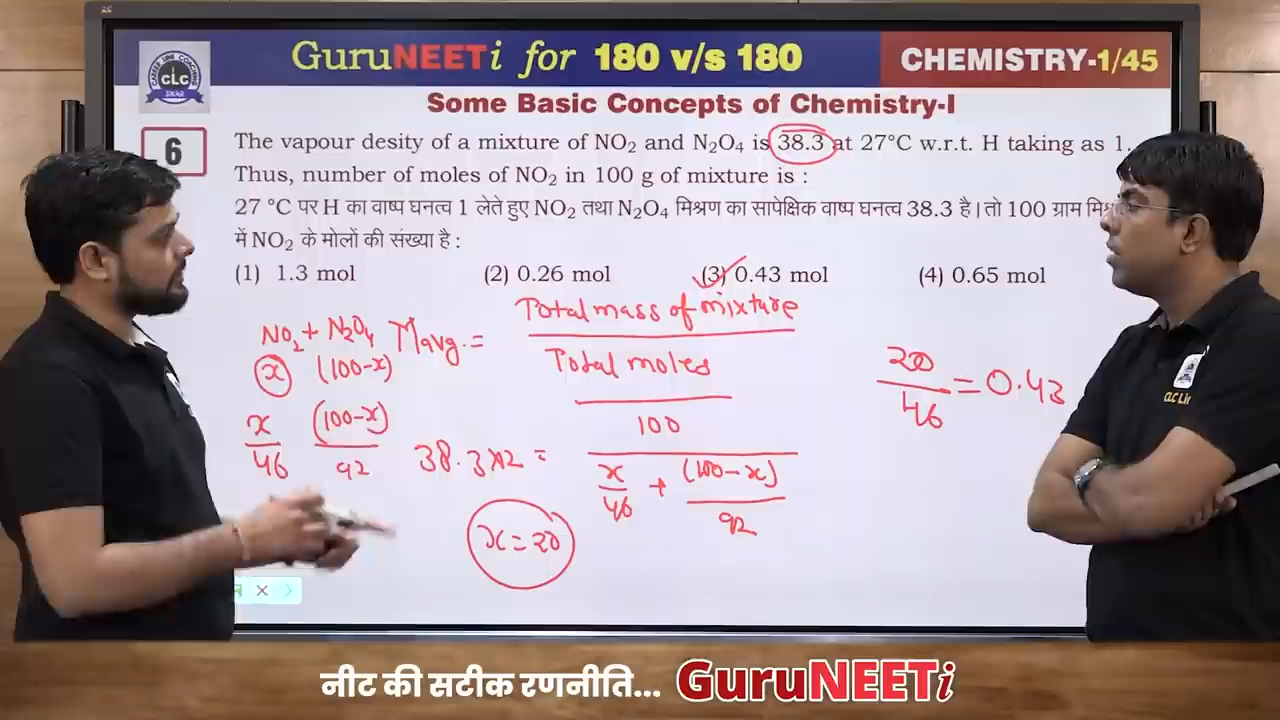 GuruNEETi for 180 v/s 180
CHEMISTRY-1/45
CLC
SIKAR
Some Basic Concepts of Chemistry-I
6
The vapour desity of a mixture of NO₂ and N₂O₄ is 38.3 at 27°C w.r.t. H taking as 1.
Thus, number of moles of NO₂ in 100 g of mixture is :
27 °C पर H का वाष्प घनत्व 1 लेते हुए NO₂ तथा N₂O₄ मिश्रण का सापेक्षिक वाष्प घनत्व 38.3 है। तो 100 ग्राम
में NO₂ के मोलों की संख्या है :
(1) 1.3 mol (2) 0.26 mol (3) 0.43 mol (4) 0.65 mol
NO₂ + N₂O₄
x (100-x)
x/46 (100-x)/92
Mavg. = Total mass of mixture / Total moles
38.3×2 = 100 / (x/46 + (100-x)/92)
x = 20
20/46 = 0.43
नीट की सटीक रणनीति... GuruNEETi